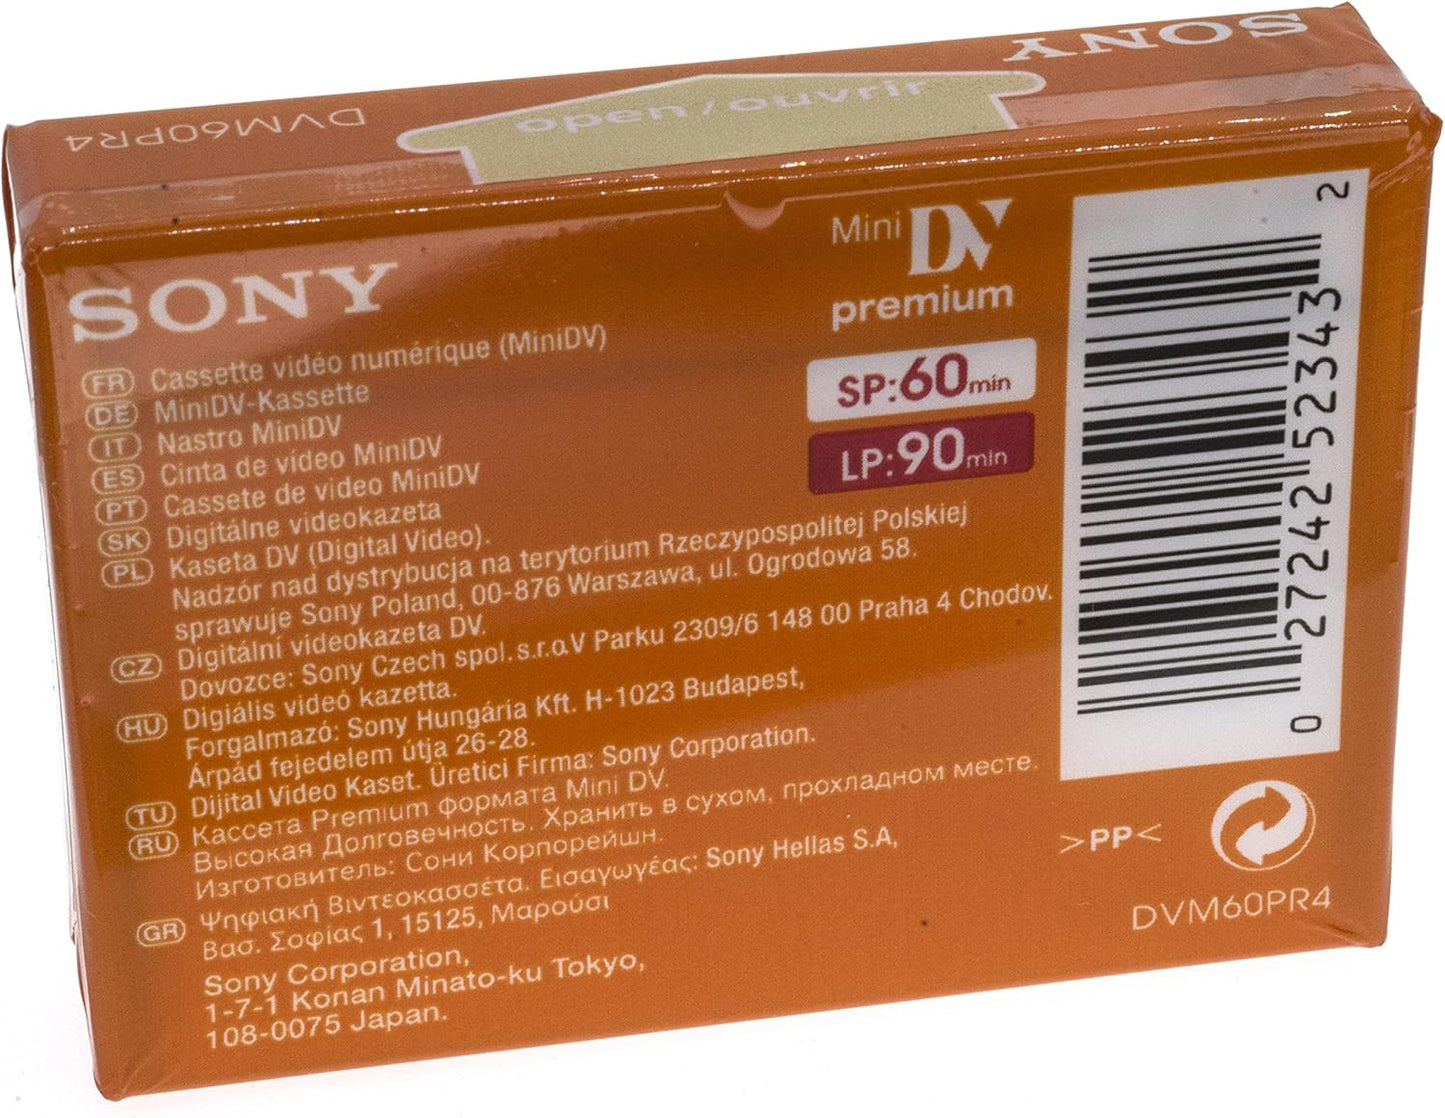 SONY
open/ouvrir
DVM60PR4
SONY
FR Cassette vidéo numérique (MiniDV)
DE MiniDV-Kassette
IT Nastro MiniDV
ES Cinta de vídeo MiniDV
PT Cassete de video MiniDV
SK Digitálne videokazeta
PL Kaseta DV (Digital Video).
Nadzór nad dystrybucja na terytorium Rzeczypospolitej Polskiej
sprawuje Sony Poland, 00-876 Warszawa, ul. Ogrodowa 58.
CZ Digitální videokazeta DV.
Dovozce: Sony Czech spol.s.r.o.V Parku 2309/6 148 00 Praha 4 Chodov.
HU Digiális videó kazetta.
Forgalmazó: Sony Hungária Kft. H-1023 Budapest,
Árpád fejedelem útja 26-28.
TU Dijital Video Kaset. Üretici Firma: Sony Corporation.
RU Кассета Premium формата Mini DV.
Высокая Долговечность. Хранить в сухом, прохладном месте.
Изготовитель: Сони Корпорейшн.
GR Ψηφιακή Βιντεοκασσέτα. Εισαγωγέας: Sony Hellas S.A,
Βασ. Σοφίας 1, 15125, Μαρούσι
Sony Corporation,
1-7-1 Konan Minato-ku Tokyo,
108-0075 Japan.
Mini DV
premium
SP:60min
LP:90min
0 27242 52343 2
>PP<
DVM60PR4